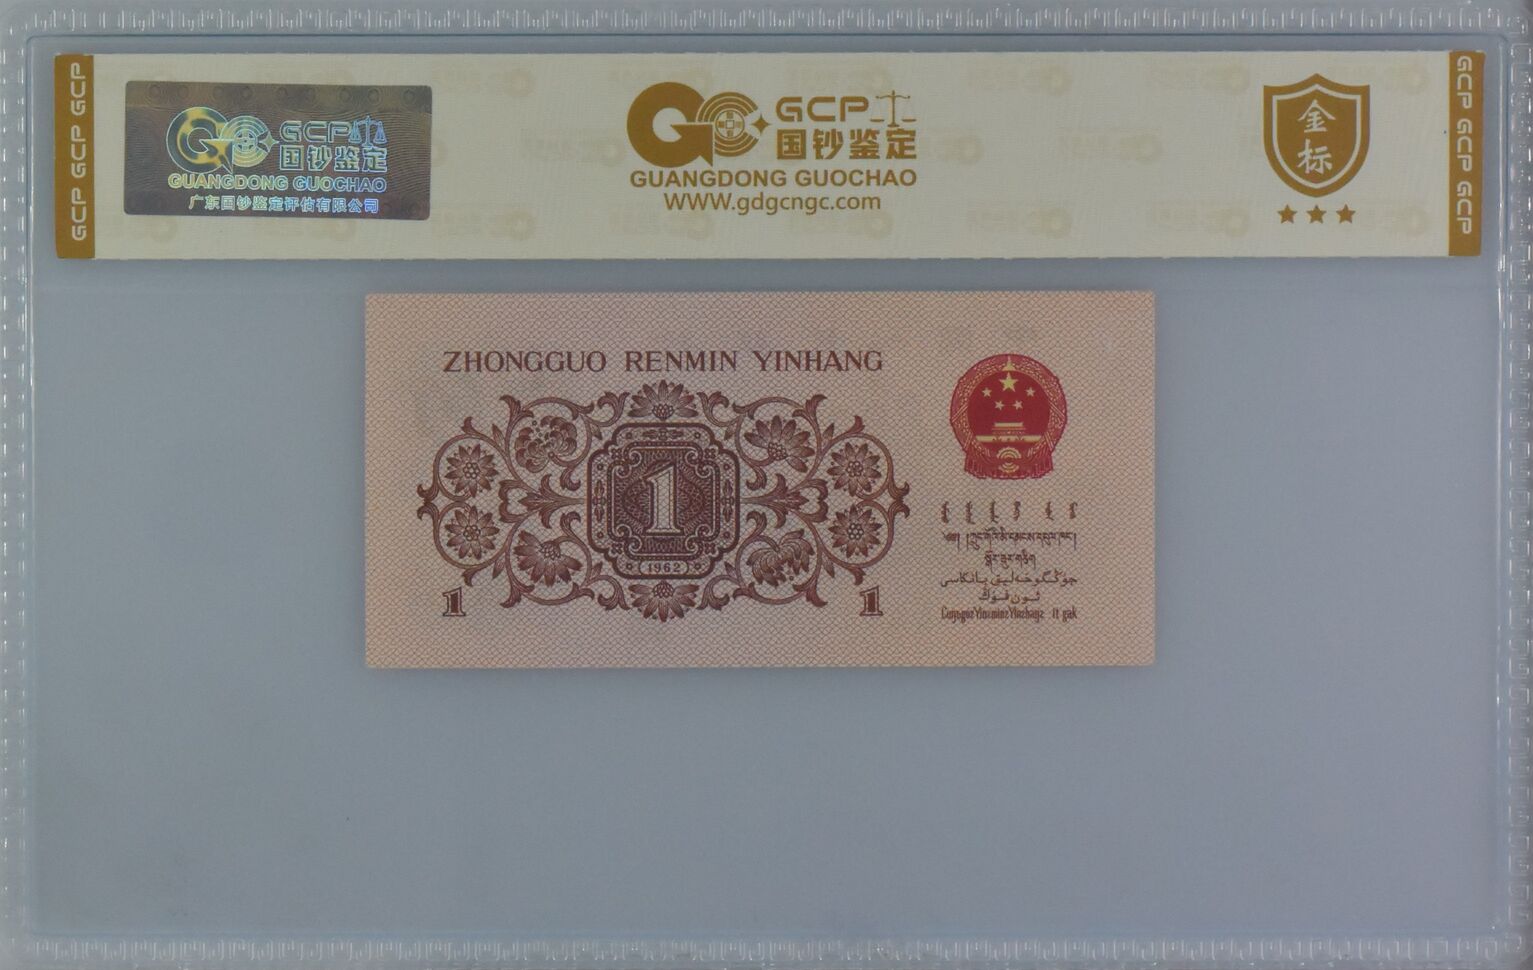 GCP GCP GCP
GCP
国钞鉴定
GUANGDONG GUOCHAO
广东国钞鉴定评估有限公司
GCP
国钞鉴定
GUANGDONG GUOCHAO
WWW.gdgcngc.com
金
标
GCP GCP GCP
ZHONGGUO RENMIN YINHANG
1
1962
1
1
جۇڭگوخەلىق بانكىسى